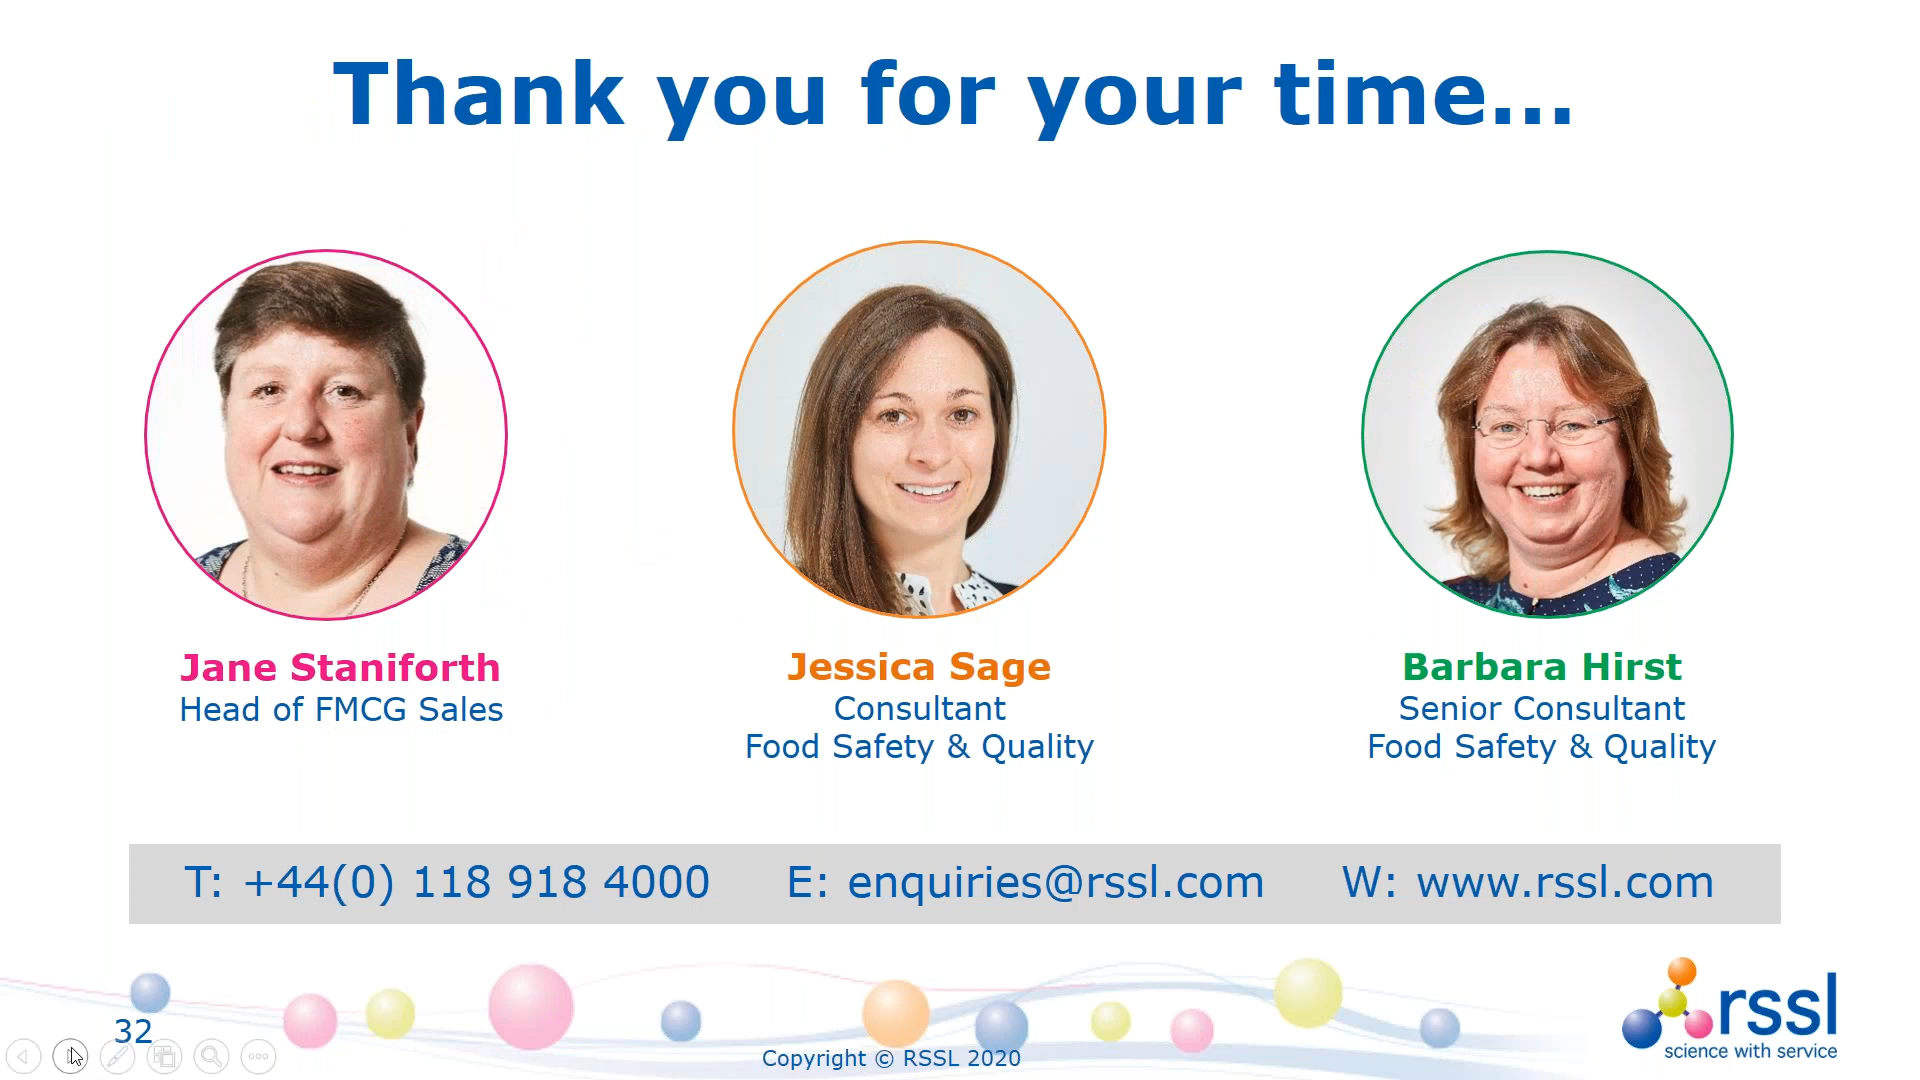 Thank you for your time...
Jane Staniforth
Head of FMCG Sales
Jessica Sage
Consultant
Food Safety & Quality
Barbara Hirst
Senior Consultant
Food Safety & Quality
T: +44(0) 118 918 4000 E: enquiries@rssl.com W: www.rssl.com
32
Copyright © RSSL 2020
rssl
science with service